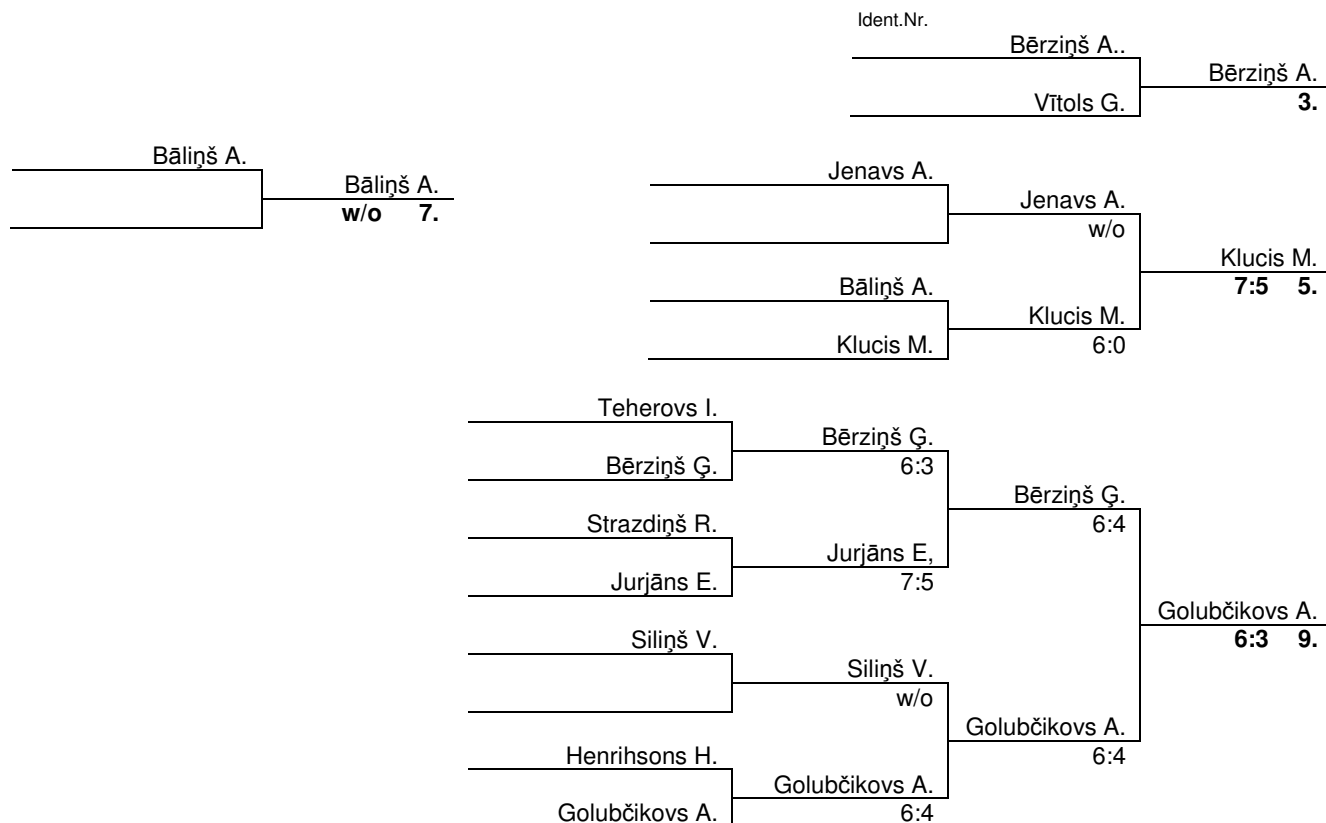 Ident.Nr.
Bērziņš A..
Bērziņš A.
Vītols G.
3.
Bāliņš A.
Bāliņš A.
w/o 7.
Jenavs A.
Jenavs A.
w/o
Klucis M.
7:5 5.
Bāliņš A.
Klucis M.
Klucis M.
6:0
Teherovs I.
Bērziņš Ģ.
Bērziņš Ģ.
6:3
Bērziņš Ģ.
6:4
Strazdiņš R.
Jurjāns E,
Jurjāns E.
7:5
Golubčikovs A.
6:3 9.
Siliņš V.
Siliņš V.
w/o
Golubčikovs A.
6:4
Henrihsons H.
Golubčikovs A.
Golubčikovs A.
6:4